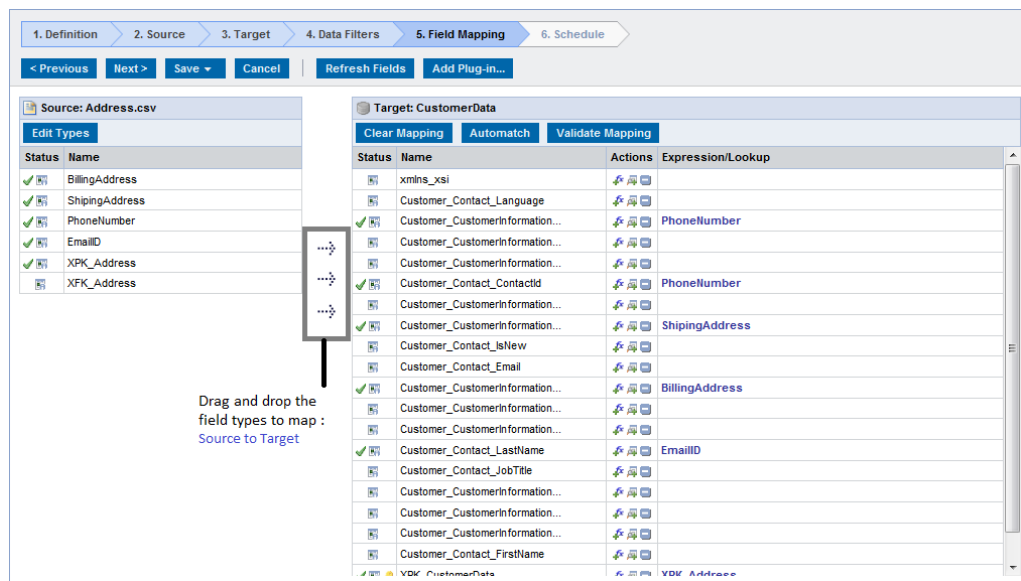 1. Definition 2. Source 3. Target 4. Data Filters 5. Field Mapping 6. Schedule
< Previous Next > Save Cancel Refresh Fields Add Plug-in...
Source: Address.csv
Edit Types
Status Name
BillingAddress
ShipingAddress
PhoneNumber
EmailID
XPK_Address
XFK_Address
Drag and drop the
field types to map :
Source to Target
Target: CustomerData
Clear Mapping Automatch Validate Mapping
Status Name Actions Expression/Lookup
xmlns_xsi
Customer_Contact_Language
Customer_CustomerInformation... PhoneNumber
Customer_CustomerInformation...
Customer_CustomerInformation...
Customer_Contact_ContactId PhoneNumber
Customer_CustomerInformation...
Customer_CustomerInformation... ShipingAddress
Customer_Contact_IsNew
Customer_Contact_Email
Customer_CustomerInformation... BillingAddress
Customer_CustomerInformation...
Customer_CustomerInformation...
Customer_Contact_LastName EmailID
Customer_Contact_JobTitle
Customer_CustomerInformation...
Customer_CustomerInformation...
Customer_CustomerInformation...
Customer_Contact_FirstName
XPK_CustomerData XPK_Address